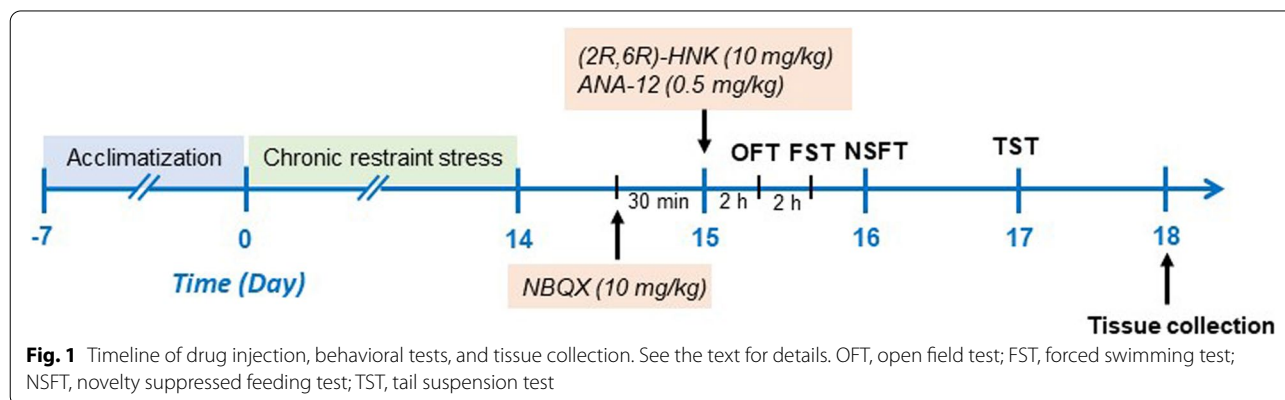 (2R,6R)-HNK (10 mg/kg)
ANA-12 (0.5 mg/kg)
Acclimatization
Chronic restraint stress
OFT FST NSFT
TST
30 min
2 h
2 h
-7
0
14
15
16
17
18
Time (Day)
NBQX (10 mg/kg)
Tissue collection
Fig. 1 Timeline of drug injection, behavioral tests, and tissue collection. See the text for details. OFT, open field test; FST, forced swimming test;
NSFT, novelty suppressed feeding test; TST, tail suspension test